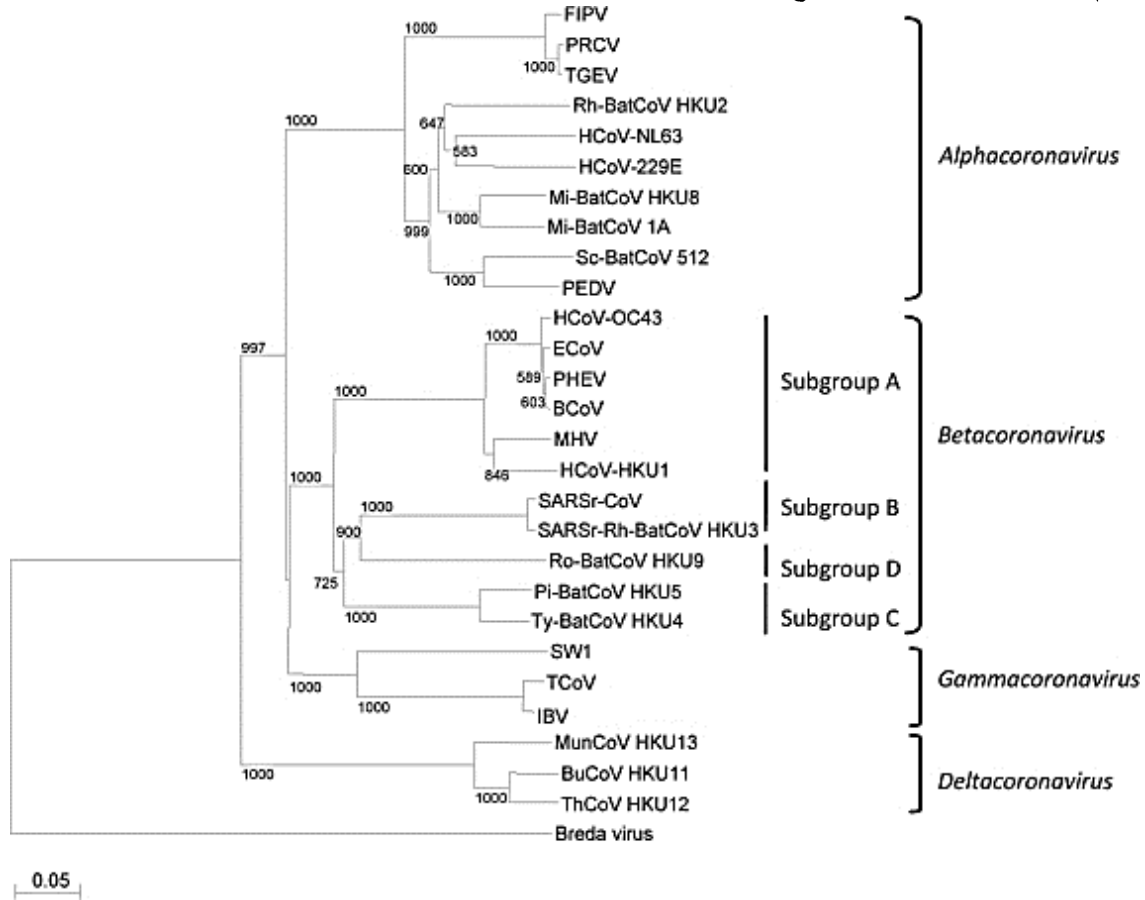 FIPV
1000
PRCV
1000
TGEV
Rh-BatCoV HKU2
1000
647
HCoV-NL63
583
Alphacoronavirus
HCoV-229E
600
Mi-BatCoV HKU8
1000
Mi-BatCoV 1A
999
Sc-BatCoV 512
1000
PEDV
HCoV-OC43
1000
ECoV
997
589
PHEV
Subgroup A
1000
603
BCoV
Betacoronavirus
MHV
846
HCoV-HKU1
1000
SARSr-CoV
1000
Subgroup B
SARSr-Rh-BatCoV HKU3
900
Ro-BatCoV HKU9
Subgroup D
725
Pi-BatCoV HKU5
1000
Ty-BatCoV HKU4
Subgroup C
SW1
1000
TCoV
Gammacoronavirus
1000
IBV
MunCoV HKU13
1000
BuCoV HKU11
Deltacoronavirus
1000
ThCoV HKU12
Breda virus
0.05